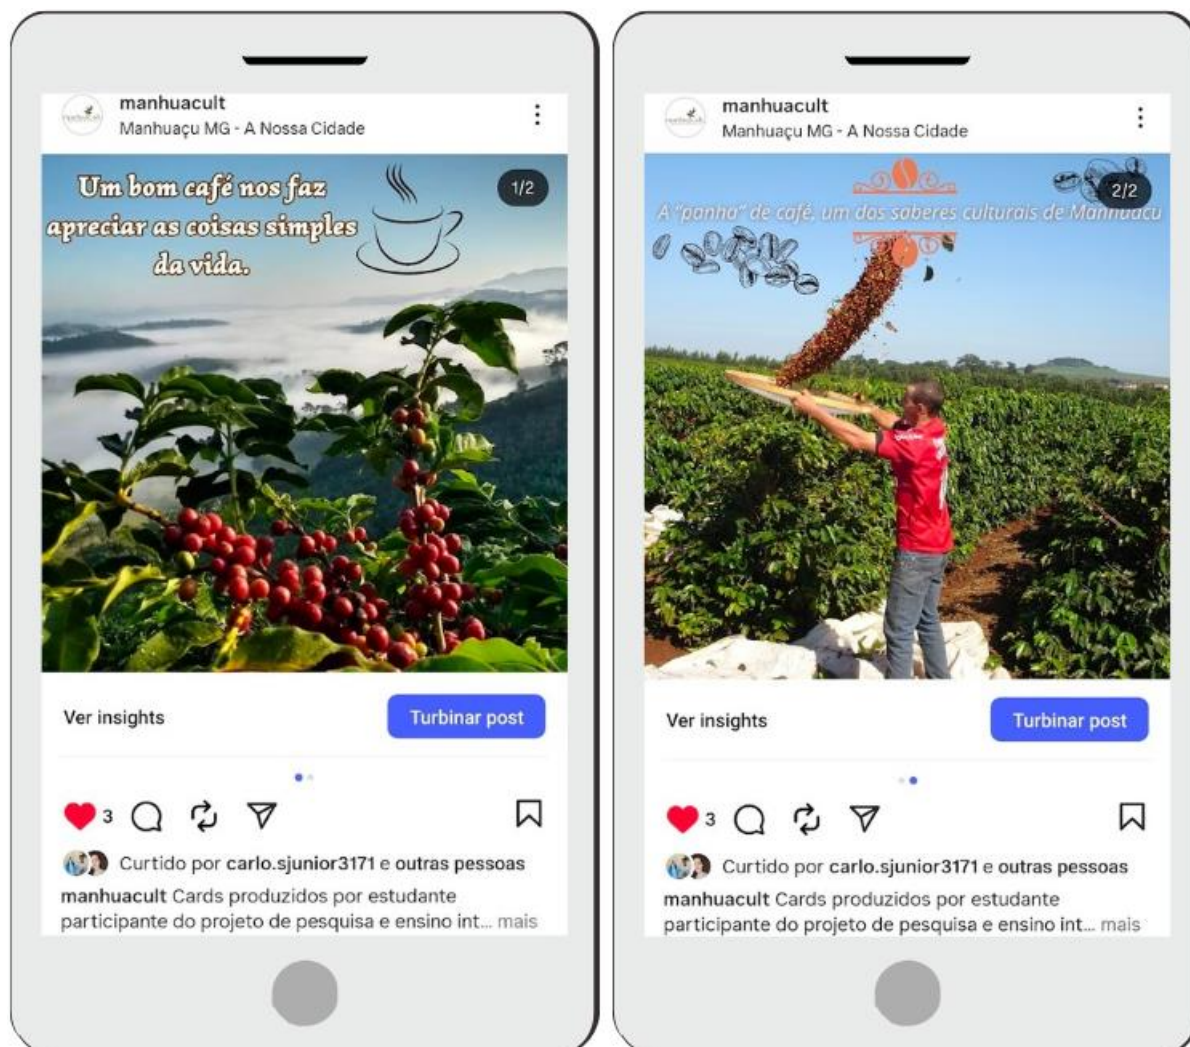 manhuacult
Manhuaçu MG - A Nossa Cidade
Um bom café nos faz
apreciar as coisas simples
da vida.
1/2
Ver insights
Turbinar post
3
Curtido por carlo.sjunior3171 e outras pessoas
manhuacult Cards produzidos por estudante
participante do projeto de pesquisa e ensino int... mais
manhuacult
Manhuaçu MG - A Nossa Cidade
2/2
A "panha" de café, um dos saberes culturais de Manhuaçu
Ver insights
Turbinar post
3
Curtido por carlo.sjunior3171 e outras pessoas
manhuacult Cards produzidos por estudante
participante do projeto de pesquisa e ensino int... mais